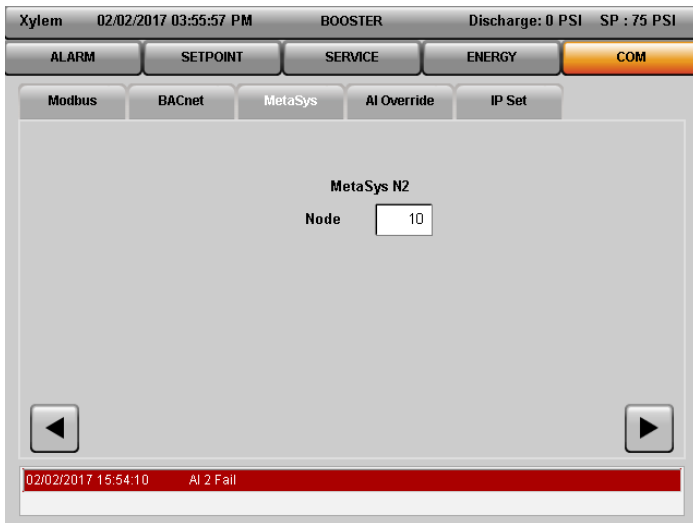 Xylem 02/02/2017 03:55:57 PM BOOSTER Discharge: 0 PSI SP : 75 PSI
ALARM SETPOINT SERVICE ENERGY COM
Modbus BACnet MetaSys AI Override IP Set
MetaSys N2
Node 10
02/02/2017 15:54:10 AI 2 Fail